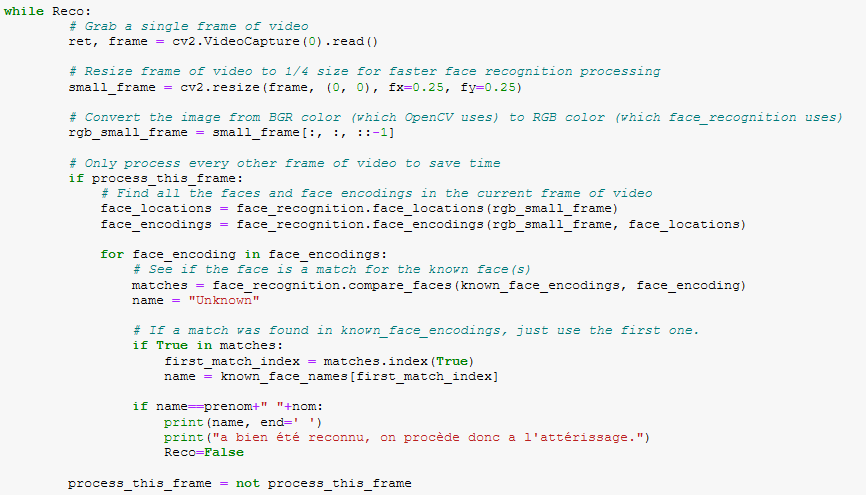 while Reco:
# Grab a single frame of video
ret, frame = cv2.VideoCapture(0).read()
# Resize frame of video to 1/4 size for faster face recognition processing
small_frame = cv2.resize(frame, (0, 0), fx=0.25, fy=0.25)
# Convert the image from BGR color (which OpenCV uses) to RGB color (which face_recognition uses)
rgb_small_frame = small_frame[:, :, ::-1]
# Only process every other frame of video to save time
if process_this_frame:
# Find all the faces and face encodings in the current frame of video
face_locations = face_recognition.face_locations(rgb_small_frame)
face_encodings = face_recognition.face_encodings(rgb_small_frame, face_locations)
for face_encoding in face_encodings:
# See if the face is a match for the known face(s)
matches = face_recognition.compare_faces(known_face_encodings, face_encoding)
name = "Unknown"
# If a match was found in known_face_encodings, just use the first one.
if True in matches:
first_match_index = matches.index(True)
name = known_face_names[first_match_index]
if name==prenom+" "+nom:
print(name, end=' ')
print("a bien été reconnu, on procède donc a l'attérissage.")
Reco=False
process_this_frame = not process_this_frame